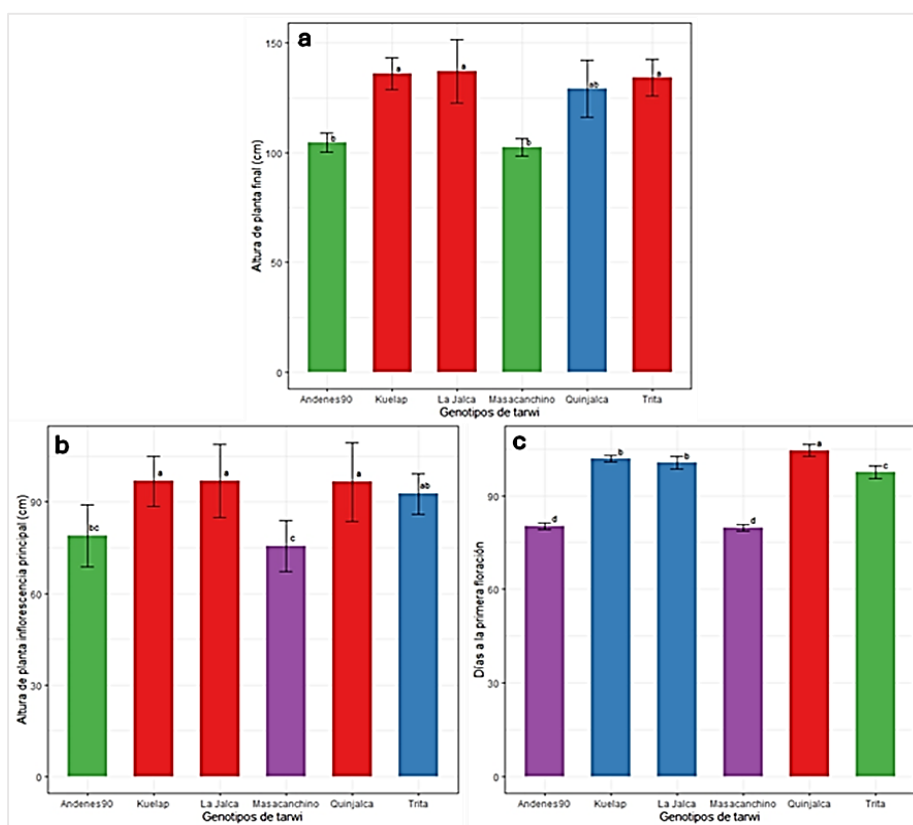 a
Altura de planta final (cm)
150
100
50
0
b
a
a
b
ab
a
Andenes90 Kuelap La Jalca Masacanchino Quinjalca Trita
Genotipos de tarwi
b
Altura de planta inflorescencia principal (cm)
90
60
30
0
bc
a
a
c
a
ab
Andenes90 Kuelap La Jalca Masacanchino Quinjalca Trita
Genotipos de tarwi
c
Días a la primera floración
90
60
30
0
d
b
b
d
a
c
Andenes90 Kuelap La Jalca Masacanchino Quinjalca Trita
Genotipos de tarwi